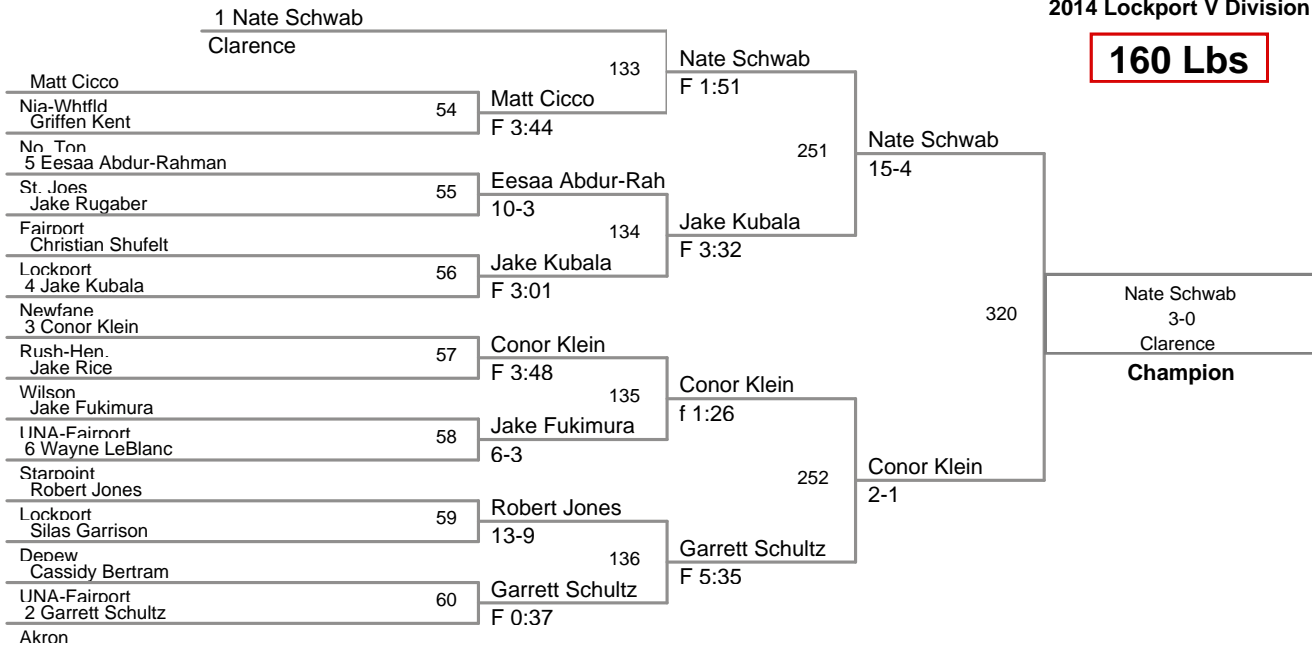 2014 Lockport V Division
160 Lbs
1 Nate Schwab
Clarence
Matt Cicco
Nia-Whtfld
Griffen Kent
No. Ton
5 Eesaa Abdur-Rahman
St. Joes
Jake Rugaber
Fairport
Christian Shufelt
Lockport
4 Jake Kubala
Newfane
3 Conor Klein
Rush-Hen.
Jake Rice
Wilson
Jake Fukimura
UNA-Fairport
6 Wayne LeBlanc
Starpoint
Robert Jones
Lockport
Silas Garrison
Depew
Cassidy Bertram
UNA-Fairport
2 Garrett Schultz
Akron
54
55
56
57
58
59
60
Matt Cicco
F 3:44
Eesaa Abdur-Rah
10-3
Jake Kubala
F 3:01
Conor Klein
F 3:48
Jake Fukimura
6-3
Robert Jones
13-9
Garrett Schultz
F 0:37
133
134
135
136
Nate Schwab
F 1:51
Jake Kubala
F 3:32
Conor Klein
f 1:26
Garrett Schultz
F 5:35
251
252
Nate Schwab
15-4
Conor Klein
2-1
320
Nate Schwab
3-0
Clarence
Champion